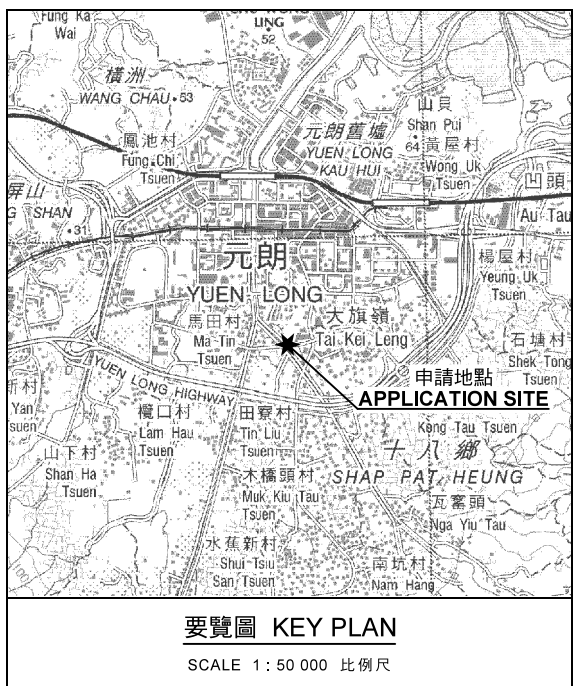 Fung Ka
Wai
LING
52
橫洲
WANG CHAU
53
山貝
Shan Pui
元朗舊墟
YUEN LONG
KAU HUI
64
黃屋村
Wong Uk
Tsuen
鳳池村
Fung Chi
Tsuen
屏山
G SHAN
31
凹頭
Au Tau
元朗
YUEN LONG
楊屋村
Yeung Uk
Tsuen
馬田村
Ma Tin
Tsuen
大旗嶺
Tai Kei Leng
石塘村
Shek Tong
Tsuen
YUEN LONG HIGHWAY
申請地點
APPLICATION SITE
新村
Yan
suen
欖口村
Lam Hau
Tsuen
田寮村
Tin Liu
Tsuen
Kong Tau Tsuen
十八鄉
SHAP PAT HEUNG
山下村
Shan Ha
Tsuen
木橋頭村
Muk Kiu Tau
Tsuen
瓦窰頭
Nga Yiu Tau
水蕉新村
Shui Tsiu
San Tsuen
南坑村
Nam Hang
100
要覽圖 KEY PLAN
SCALE 1 : 50 000 比例尺